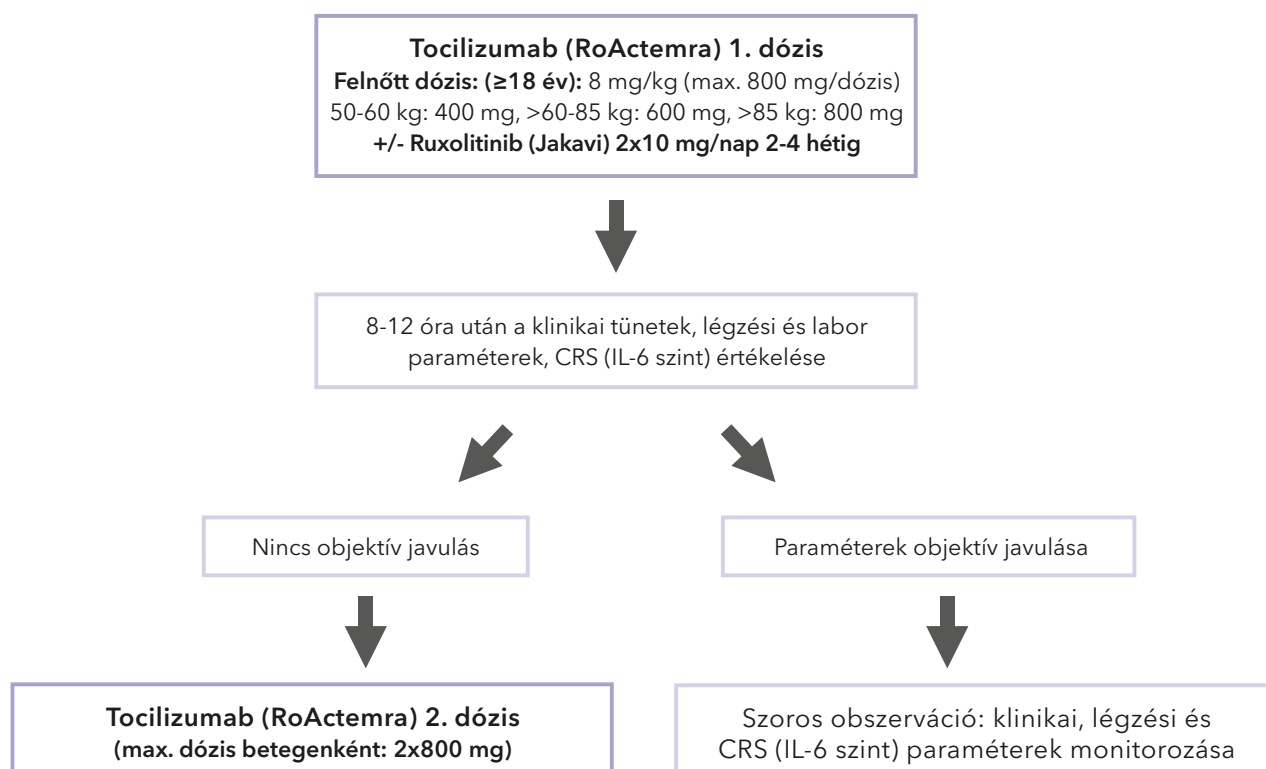 Tocilizumab (RoActemra) 1. dózis
Felnőtt dózis: (≥18 év): 8 mg/kg (max. 800 mg/dózis)
50-60 kg: 400 mg, >60-85 kg: 600 mg, >85 kg: 800 mg
+/- Ruxolitinib (Jakavi) 2x10 mg/nap 2-4 hétig
8-12 óra után a klinikai tünetek, légzési és labor
paraméterek, CRS (IL-6 szint) értékelése
Nincs objektív javulás
Paraméterek objektív javulása
Tocilizumab (RoActemra) 2. dózis
(max. dózis betegenként: 2x800 mg)
Szoros obszerváció: klinikai, légzési és
CRS (IL-6 szint) paraméterek monitorozása